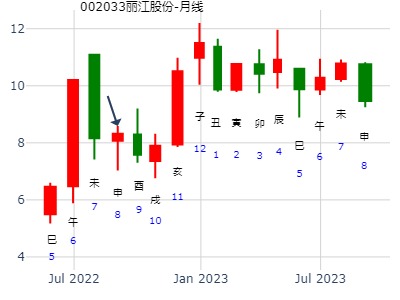 002033丽江股份-月线
12
10
8
6
4
巳
5
午
6
未
7
申
8
酉
9
戌
10
亥
11
子
12
丑
1
寅
2
卯
3
辰
4
巳
5
午
6
未
7
申
8
Jul 2022
Jan 2023
Jul 2023